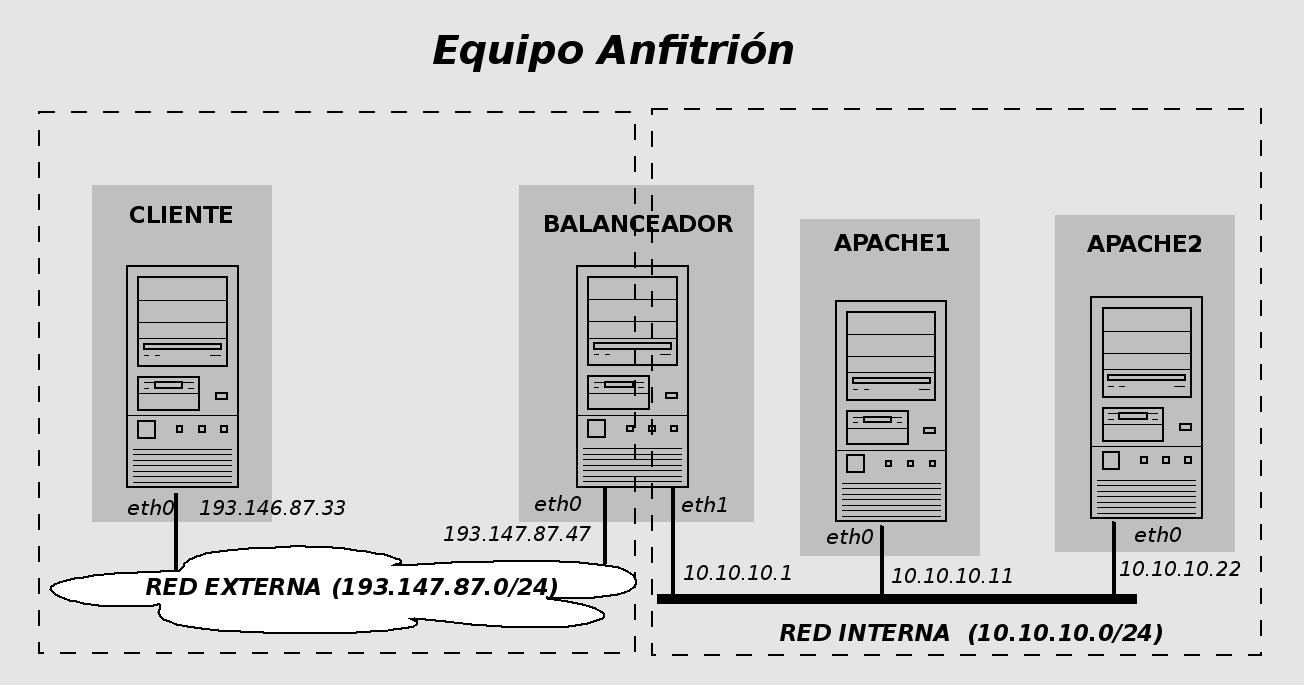 Equipo Anfitrión
CLIENTE
BALANCEADOR
APACHE1
APACHE2
eth0 193.146.87.33
eth0
193.147.87.47
eth1
10.10.10.1
eth0
10.10.10.11
eth0
10.10.10.22
RED EXTERNA (193.147.87.0/24)
RED INTERNA (10.10.10.0/24)